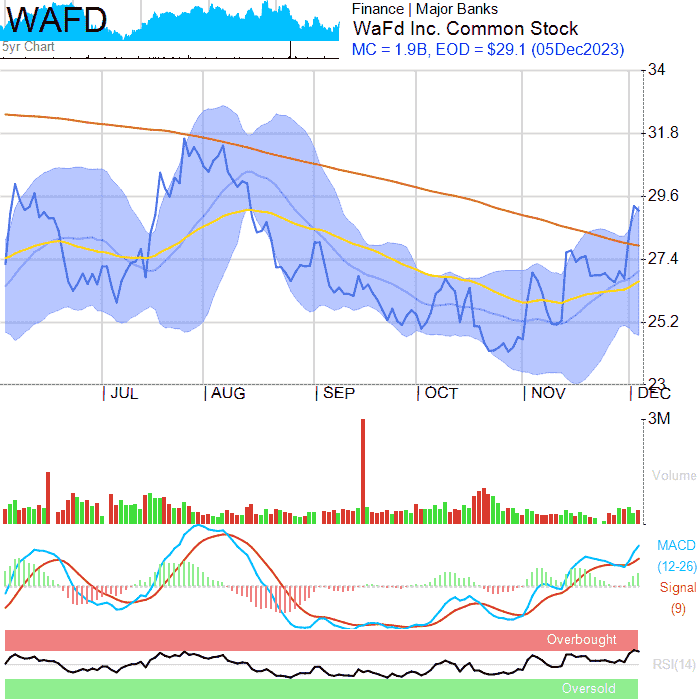 WAFD
5yr Chart
Finance | Major Banks
WaFd Inc. Common Stock
MC = 1.9B, EOD = $29.1 (05Dec2023)
34
31.8
29.6
27.4
25.2
23
JUL AUG SEP OCT NOV DEC
3M
Volume
MACD
(12-26)
Signal
(9)
Overbought
RSI(14)
Oversold